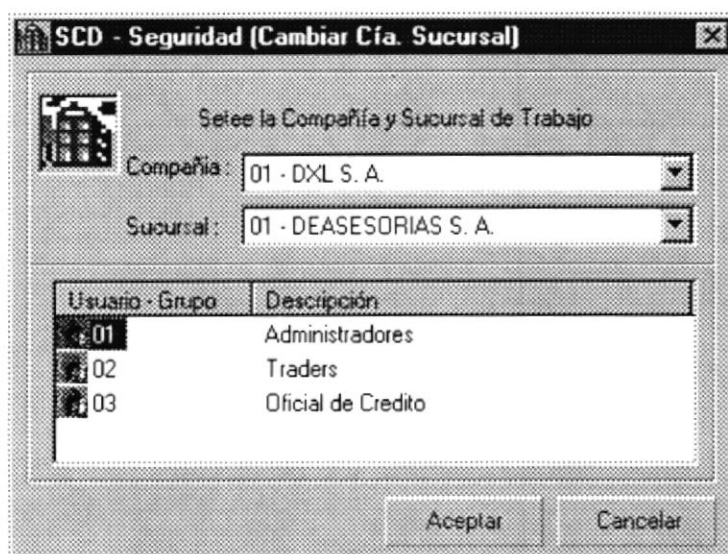 SCD - Seguridad (Cambiar Cía. Sucursal)
Setee la Compañía y Sucursal de Trabajo
Compañia : 01 - DXL S. A.
Sucursal : 01 - DEASESORIAS S. A.
Usuario - Grupo Descripción
01 Administradores
02 Traders
03 Oficial de Credito
Aceptar Cancelar